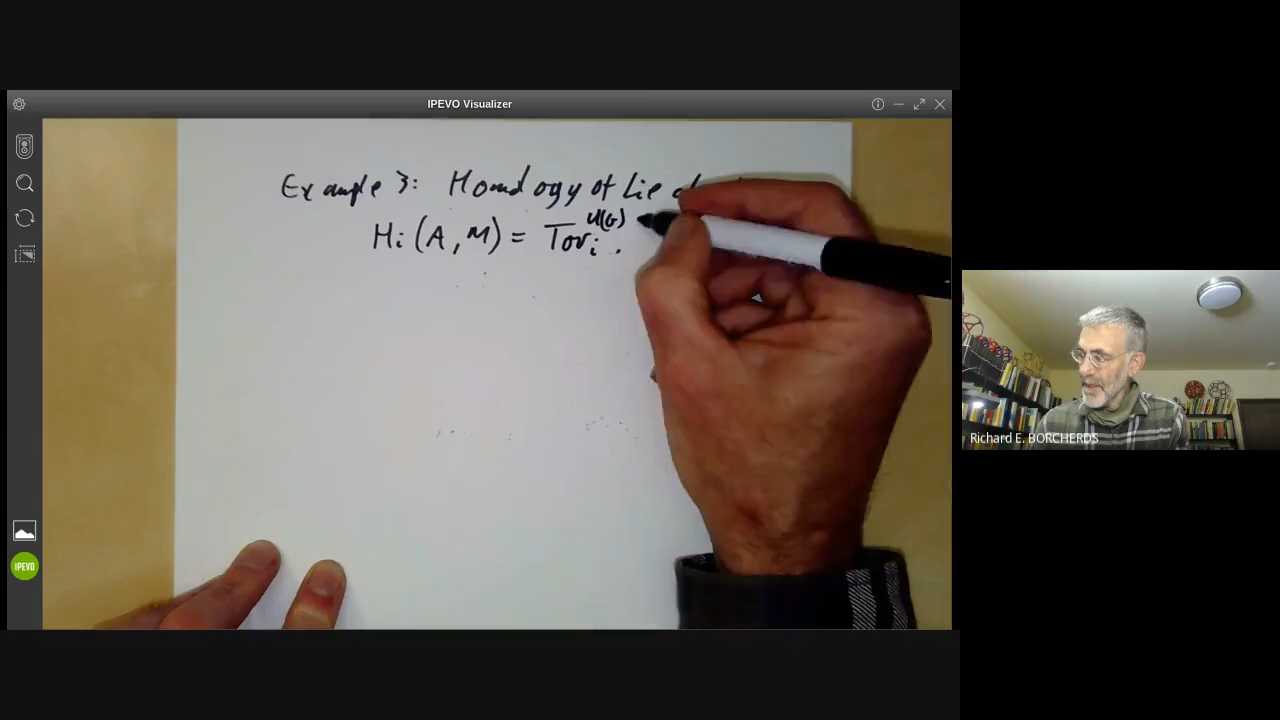 IPEVO Visualizer
Example 3: Homology of Lie
Hi (A, M) = Tor_i^{U(G)}
Richard E. BORCHERDS
IPEVO